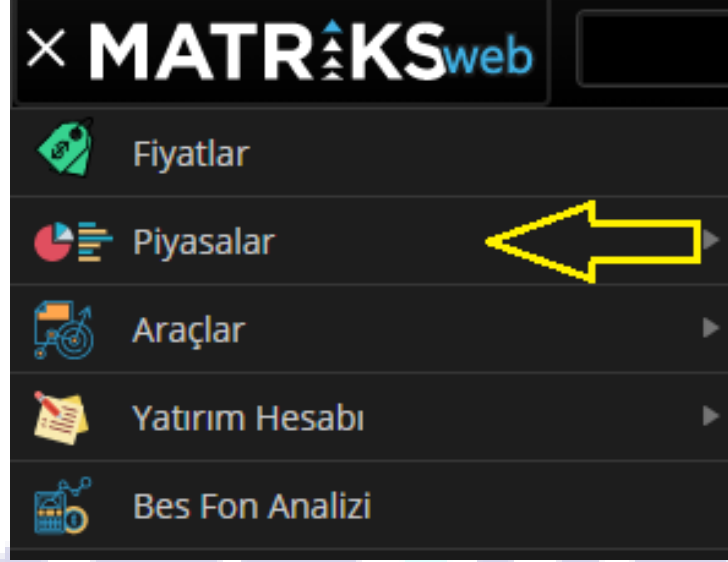 MATRİKSweb
Fiyatlar
Piyasalar
Araçlar
Yatırım Hesabı
Bes Fon Analizi